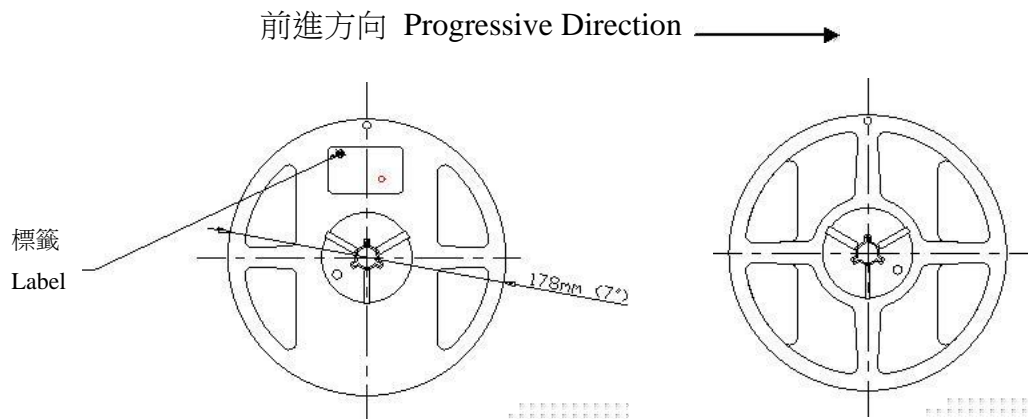 前進方向 Progressive Direction
標籤
Label
178mm (7")